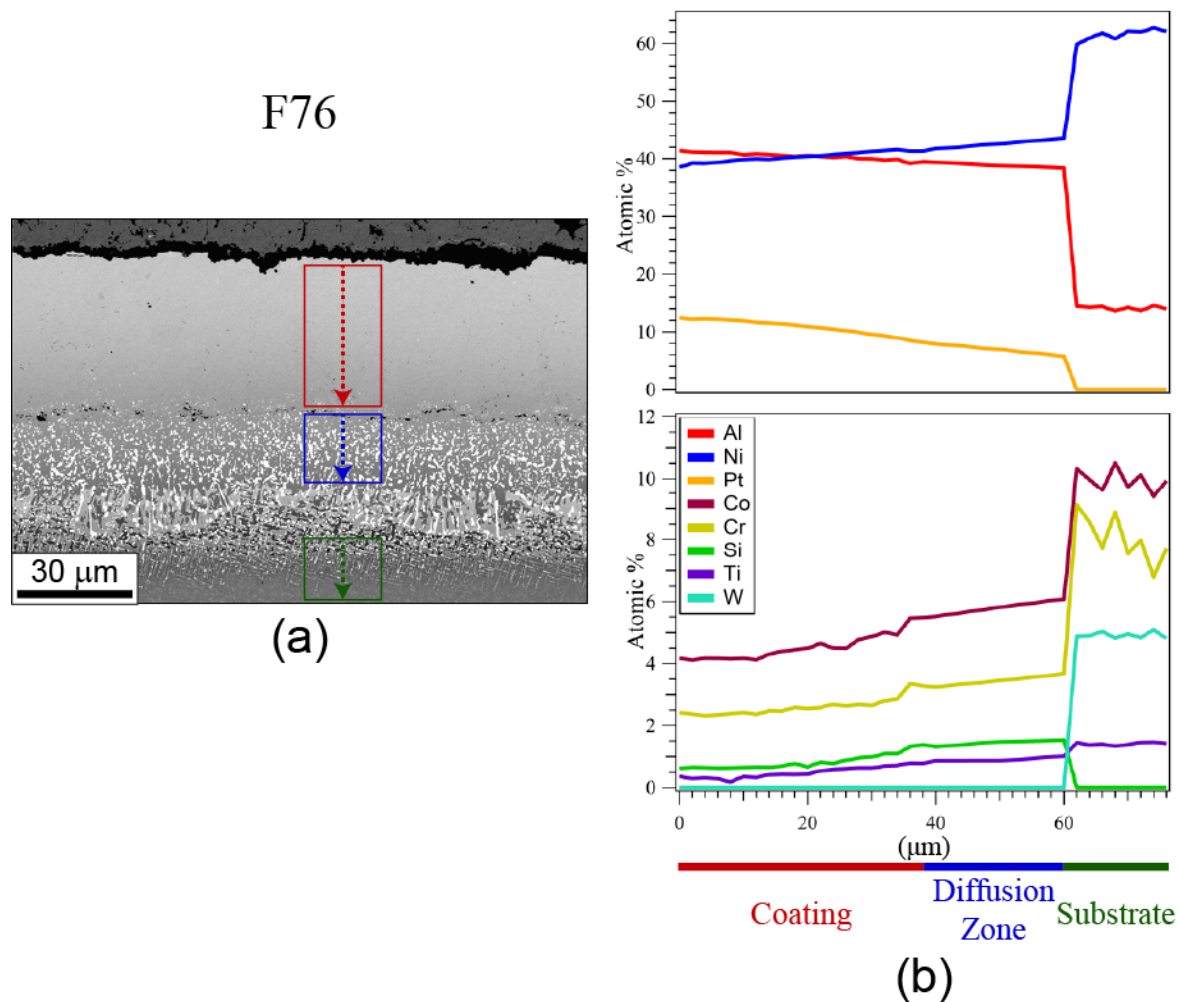 F76
30 μm
(a)
Atomic %
60
50
40
30
20
10
0
Atomic %
12
10
8
6
4
2
0
Al
Ni
Pt
Co
Cr
Si
Ti
W
0
20
40
60
(μm)
Coating
Diffusion
Zone
Substrate
(b)